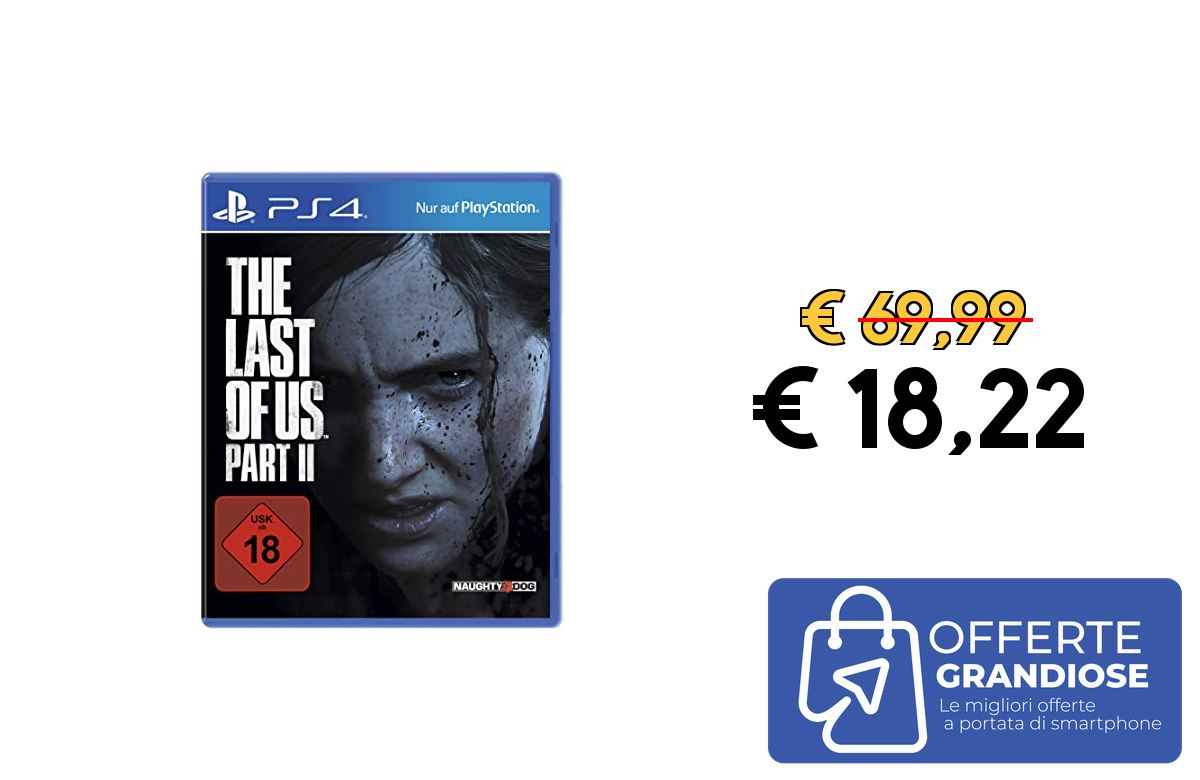 PS4
Nur auf PlayStation
THE
LAST
OF US
PART II
USK
ab
18
NAUGHTY DOG
€ 69,99
€ 18,22
OFFERTE
GRANDIOSE
Le migliori offerte
a portata di smartphone